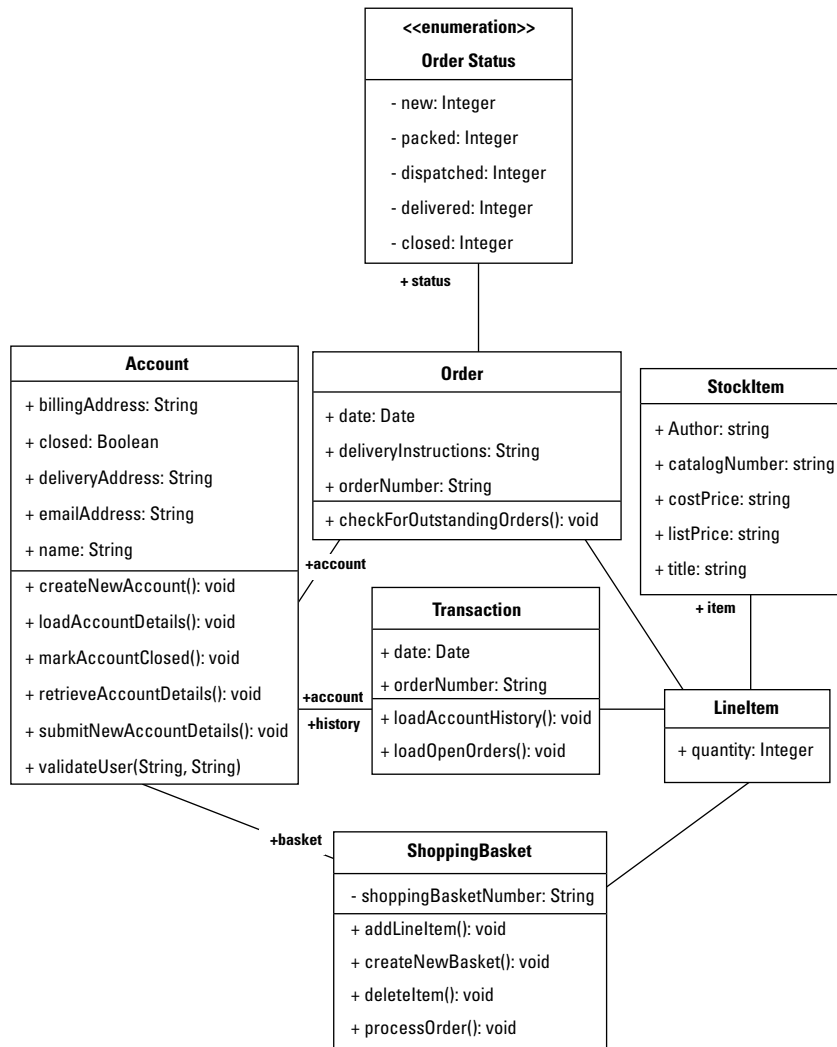 <<enumeration>>
Order Status
- new: Integer
- packed: Integer
- dispatched: Integer
- delivered: Integer
- closed: Integer
+ status
Account
+ billingAddress: String
+ closed: Boolean
+ deliveryAddress: String
+ emailAddress: String
+ name: String
+ createNewAccount(): void
+ loadAccountDetails(): void
+ markAccountClosed(): void
+ retrieveAccountDetails(): void
+ submitNewAccountDetails(): void
+ validateUser(String, String)
Order
+ date: Date
+ deliveryInstructions: String
+ orderNumber: String
+ checkForOutstandingOrders(): void
+account
StockItem
+ Author: string
+ catalogNumber: string
+ costPrice: string
+ listPrice: string
+ title: string
+ item
Transaction
+ date: Date
+ orderNumber: String
+ loadAccountHistory(): void
+ loadOpenOrders(): void
+account
+history
LineItem
+ quantity: Integer
+basket
ShoppingBasket
- shoppingBasketNumber: String
+ addLineItem(): void
+ createNewBasket(): void
+ deleteItem(): void
+ processOrder(): void